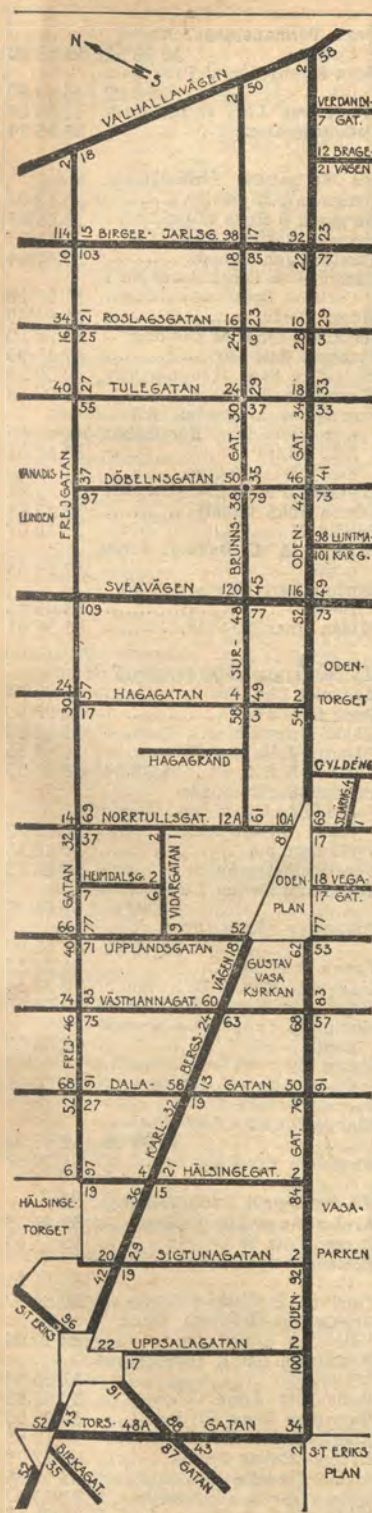 N
S
2 58
VALHALLAVÄGEN
2 50
VERDANDI-
7 GAT.
2 18
12 BRAGE-
21 VÄGEN
114 15 BIRGER- JARLSG. 98 17 92 23
10 103 18 85 22 77
34 21 ROSLAGSGATAN 16 23 10 29
16 25 24 9 28 3
40 27 TULEGATAN 24 29 18 33
55 30 37 34 33
GAT. GAT.
VANADIS
LUNDEN
FREJGATAN
37 DÖBELNSGATAN 50 35 46 41
97 38 79 42 73
BRUNNS-
ODEN-
98 LUNTMA-
101 KAR G.
SVEAVÄGEN 120 45 116 49
109 48 77 52 73
SUR-
ODEN-
TORGET
24 57 HAGAGATAN 4 49 2
30 17 58 3 54
HAGAGRÄND
GYLDÉN-
STJÄRNSG. 4
1
14 69 NORRTULLSGAT. 12A 61 10A 69
32 37 2 8 17
GATAN
HEIMDALSG. 2
7 6
9 VIDARGATAN 1
ODEN
PLAN
18 VEGA-
17 GAT.
66 77 52 77
40 71 UPPLANDSGATAN 18 62 53
VÄGEN
GUSTAV
VASA
KYRKAN
74 83 VÄSTMANNAGAT. 60 83
46 75 63 68 57
FREJ-
BERGS- 24
68 91 DALA- 58 13 GATAN 50 91
52 27 32 19 76
KARL-
GAT.
6 97 4 21 HÄLSINGEGAT. 2
19 36 15 84
HÄLSINGE-
TORGET
VASA-
PARKEN
20 29 SIGTUNAGATAN 2
42 19 92
ODEN-
S:T ERIKS 96
22 UPPSALAGATAN 2
17 100
91
52 43 TORS- 48A 88 GATAN 34
52 35 BIRKAGAT. 87 GATAN 43 2
S:T ERIKS
PLAN